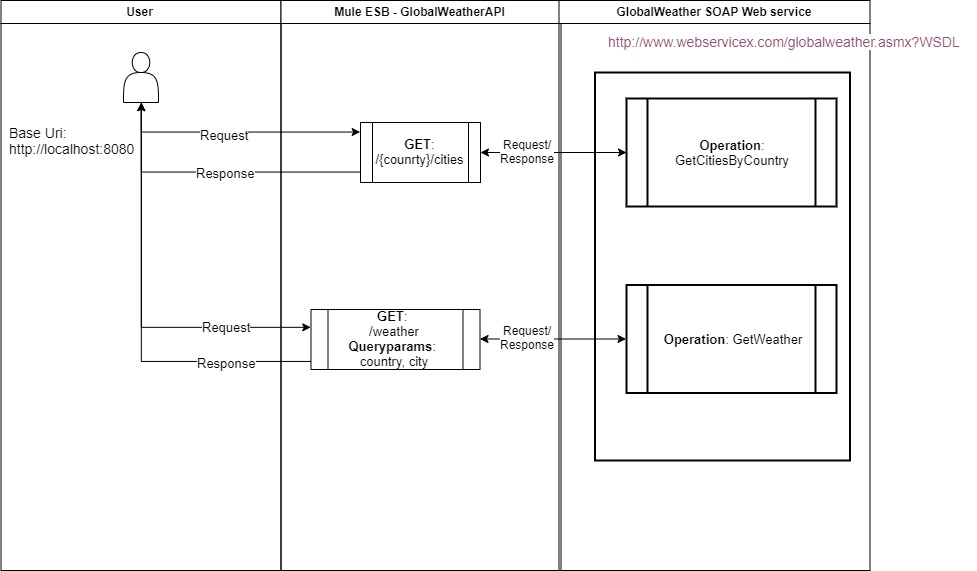 User
Mule ESB - GlobalWeatherAPI
GlobalWeather SOAP Web service
http://www.webservicex.com/globalweather.asmx?WSDL
Base Uri:
http://localhost:8080
Request
Response
GET:
/{counrty}/cities
Request/
Response
Operation:
GetCitiesByCountry
Request
Response
GET:
/weather
Queryparams:
country, city
Request/
Response
Operation: GetWeather